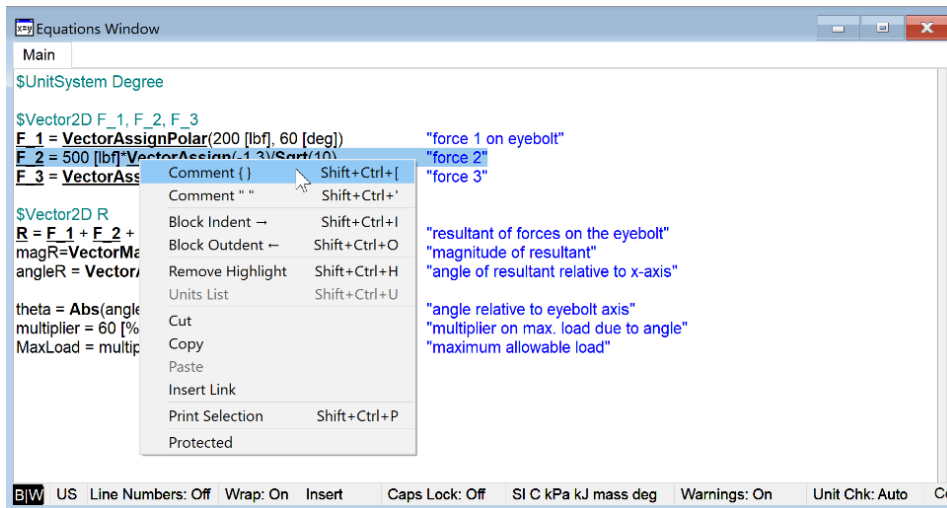 x=y Equations Window
Main
$UnitSystem Degree
$Vector2D F_1, F_2, F_3
F_1 = VectorAssignPolar(200 [lbf], 60 [deg]) "force 1 on eyebolt"
F_2 = 500 [lbf]*VectorAssign(-1,3)/Sqrt(10) "force 2"
F_3 = VectorAss "force 3"
$Vector2D R
R = F_1 + F_2 + "resultant of forces on the eyebolt"
magR=VectorMa "magnitude of resultant"
angleR = VectorA "angle of resultant relative to x-axis"
theta = Abs(angle "angle relative to eyebolt axis"
multiplier = 60 [% "multiplier on max. load due to angle"
MaxLoad = multip "maximum allowable load"
Comment { } Shift+Ctrl+[
Comment " " Shift+Ctrl+'
Block Indent → Shift+Ctrl+I
Block Outdent ← Shift+Ctrl+O
Remove Highlight Shift+Ctrl+H
Units List Shift+Ctrl+U
Cut
Copy
Paste
Insert Link
Print Selection Shift+Ctrl+P
Protected
B|W US Line Numbers: Off Wrap: On Insert Caps Lock: Off SI C kPa kJ mass deg Warnings: On Unit Chk: Auto